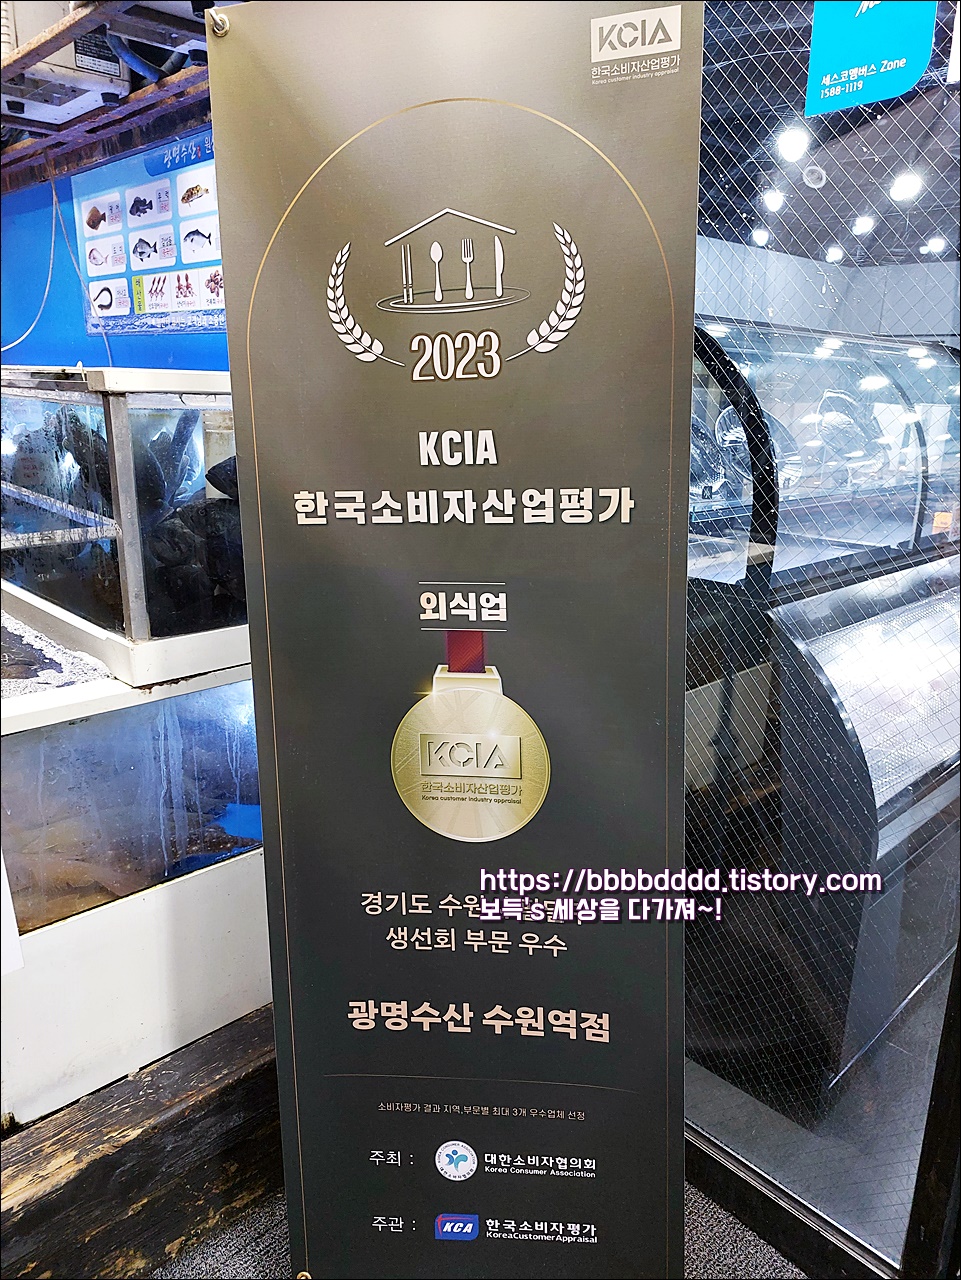 KCIA
한국소비자산업평가
Korea customer industry appraisal
세스코멤버스 Zone
1588-1119
광명수산
2023
KCIA
한국소비자산업평가
외식업
KCIA
한국소비자산업평가
Korea customer industry appraisal
https://bbbbdddd.tistory.com
경기도 수원
보득's 세상을 다가져~!
생선회 부문 우수
광명수산 수원역점
소비자평가 결과 지역,부문별 최대 3개 우수업체 선정
주최 : 대한소비자협의회
Korea Consumer Association
주관 : KCA 한국소비자평가
KoreaCustomerAppraisal